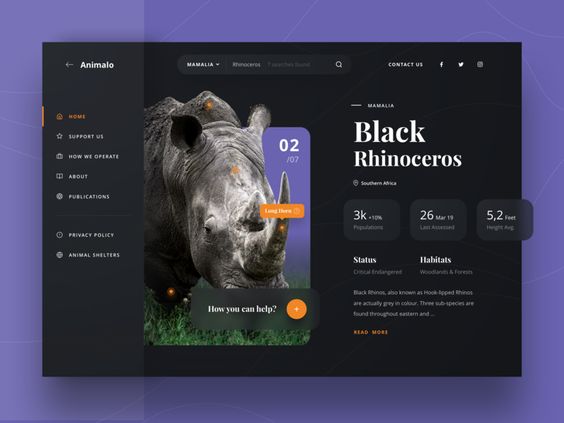 Animalo
MAMALIA
Rhinoceros
7 searches found
CONTACT US
HOME
SUPPORT US
HOW WE OPERATE
ABOUT
PUBLICATIONS
PRIVACY POLICY
ANIMAL SHELTERS
02
/07
Long Horn
How you can help?
+
MAMALIA
Black
Rhinoceros
Southern Africa
3k +10%
Populations
26 Mar 19
Last Assessed
5,2 Feet
Height Avg.
Status
Critical Endangered
Habitats
Woodlands & Forests
Black Rhinos, also known as Hook-lipped Rhinos
are actually grey in colour. Three sub-species are
found throughout eastern and ...
READ MORE